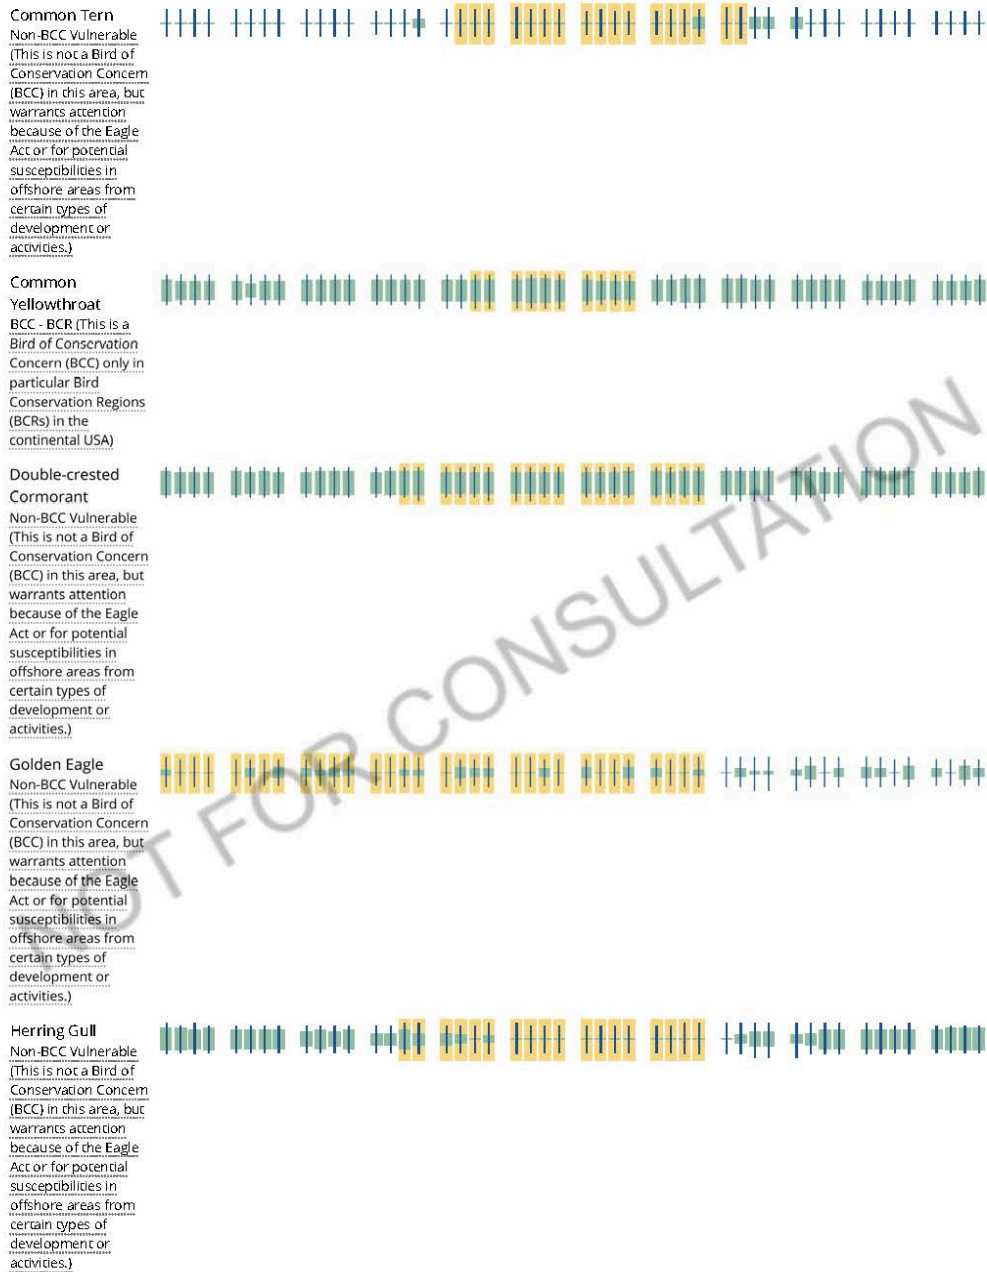 Common Tern
Non-BCC Vulnerable
(This is not a Bird of
Conservation Concern
(BCC) in this area, but
warrants attention
because of the Eagle
Act or for potential
susceptibilities in
offshore areas from
certain types of
development or
activities.)
Common
Yellowthroat
BCC - BCR (This is a
Bird of Conservation
Concern (BCC) only in
particular Bird
Conservation Regions
(BCRs) in the
continental USA)
Double-crested
Cormorant
Non-BCC Vulnerable
(This is not a Bird of
Conservation Concern
(BCC) in this area, but
warrants attention
because of the Eagle
Act or for potential
susceptibilities in
offshore areas from
certain types of
development or
activities.)
Golden Eagle
Non-BCC Vulnerable
(This is not a Bird of
Conservation Concern
(BCC) in this area, but
warrants attention
because of the Eagle
Act or for potential
susceptibilities in
offshore areas from
certain types of
development or
activities.)
Herring Gull
Non-BCC Vulnerable
(This is not a Bird of
Conservation Concern
(BCC) in this area, but
warrants attention
because of the Eagle
Act or for potential
susceptibilities in
offshore areas from
certain types of
development or
activities.)
NOT FOR CONSULTATION